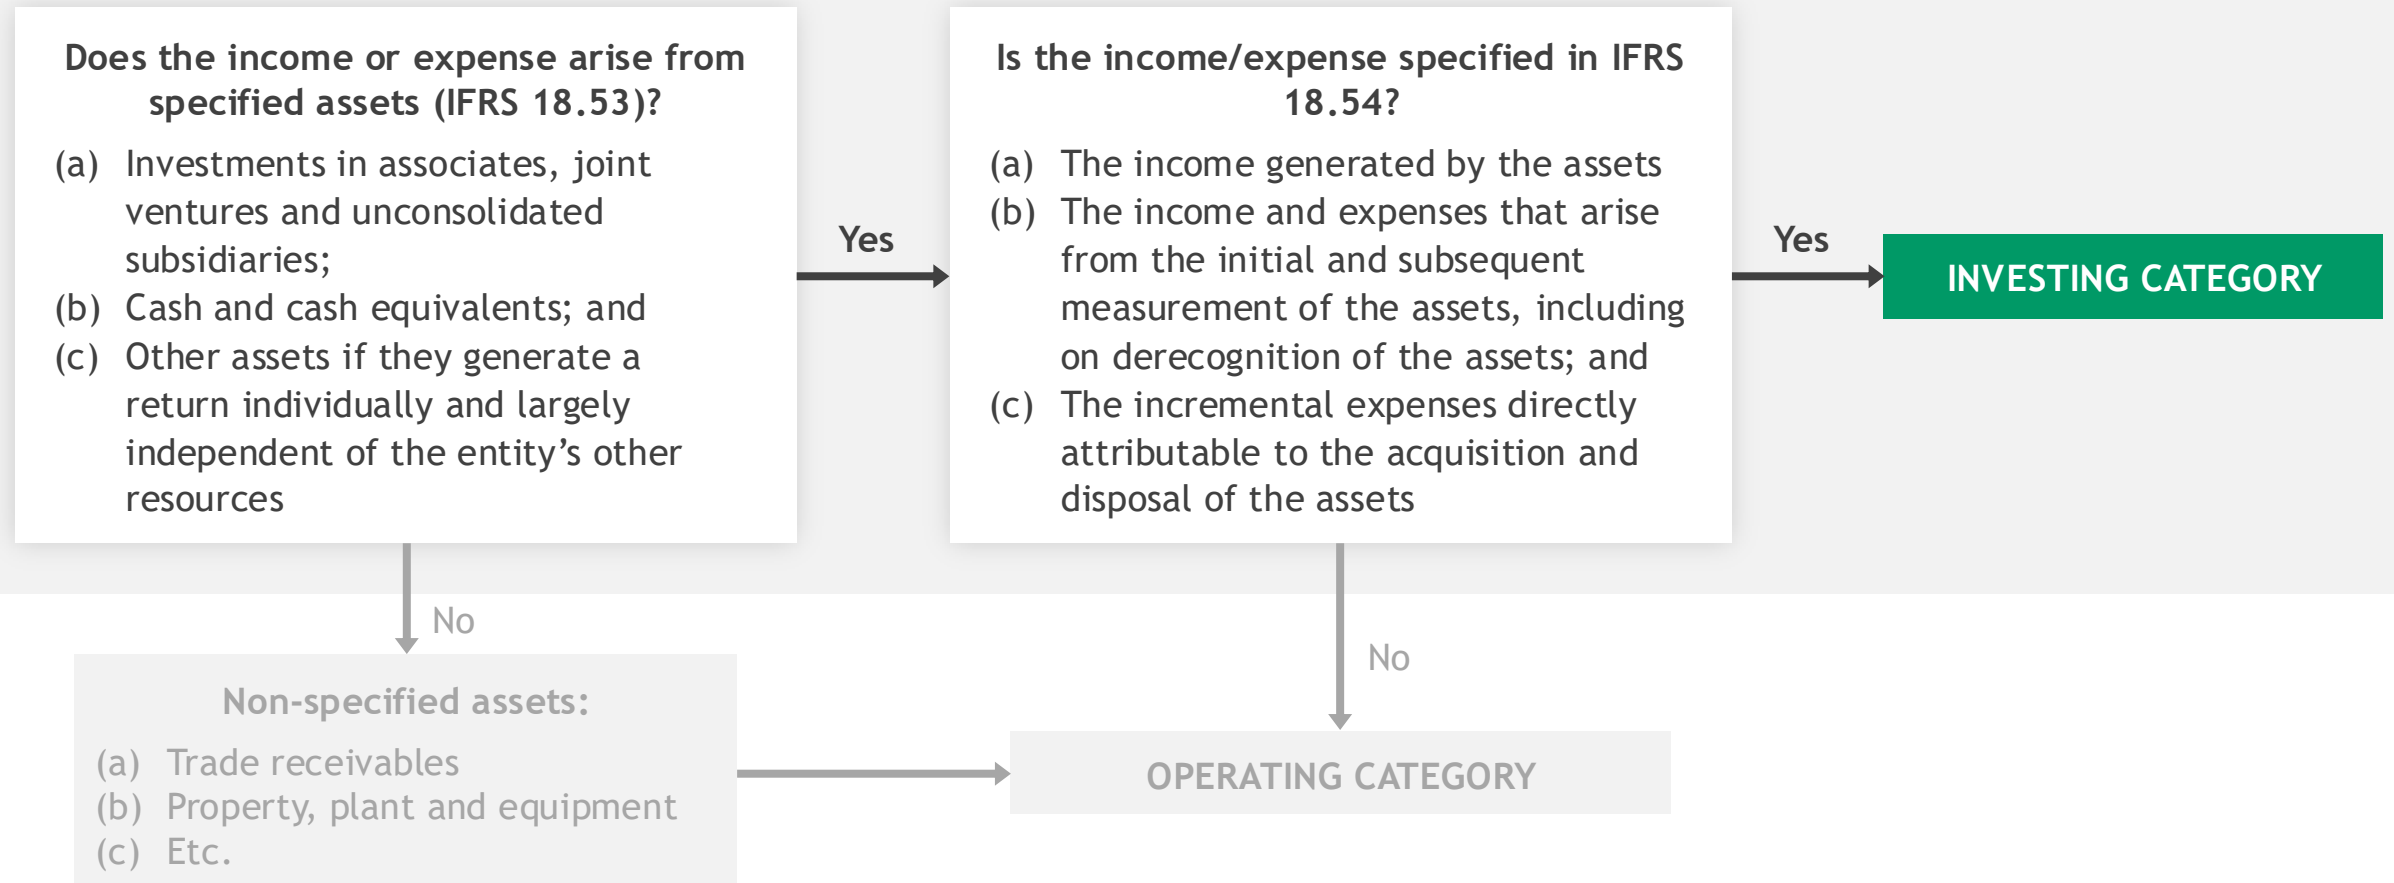 Does the income or expense arise from
specified assets (IFRS 18.53)?
(a) Investments in associates, joint
ventures and unconsolidated
subsidiaries;
(b) Cash and cash equivalents; and
(c) Other assets if they generate a
return individually and largely
independent of the entity’s other
resources
Yes
Is the income/expense specified in IFRS
18.54?
(a) The income generated by the assets
(b) The income and expenses that arise
from the initial and subsequent
measurement of the assets, including
on derecognition of the assets; and
(c) The incremental expenses directly
attributable to the acquisition and
disposal of the assets
Yes
INVESTING CATEGORY
No
Non-specified assets:
(a) Trade receivables
(b) Property, plant and equipment
(c) Etc.
No
OPERATING CATEGORY